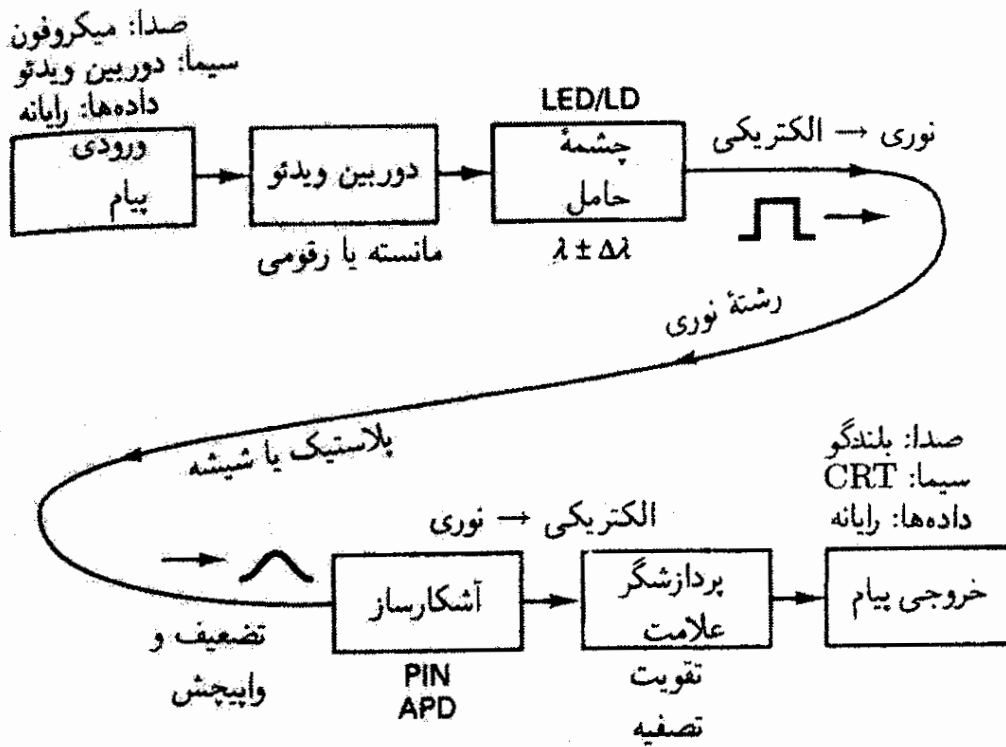 صدا: میکروفون
سیما: دوربین ویدئو
داده‌ها: رایانه
ورودی
پیام
دوربین ویدئو
مانسته یا رقومی
LED/LD
چشمهٔ
حامل
λ ± Δλ
الکتریکی → نوری
رشتهٔ نوری
پلاستیک یا شیشه
تضعیف و
واپیچش
نوری → الکتریکی
آشکارساز
PIN
APD
پردازشگر
علامت
تقویت
تصفیه
صدا: بلندگو
سیما: CRT
داده‌ها: رایانه
خروجی پیام